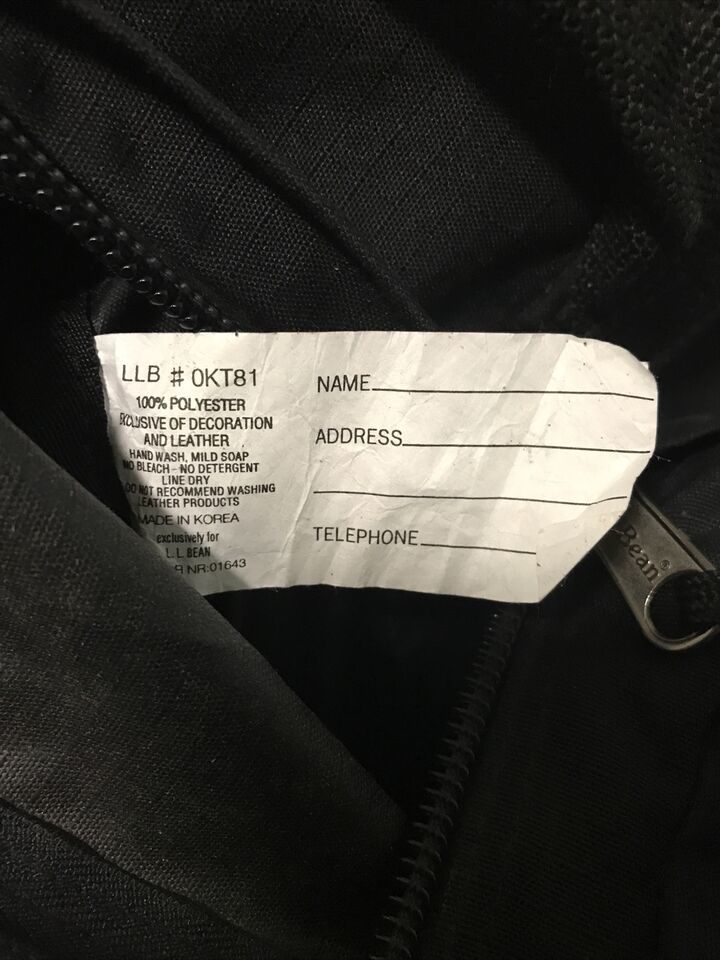 LLB # 0KT81
100% POLYESTER
EXCLUSIVE OF DECORATION
AND LEATHER
HAND WASH, MILD SOAP
NO BLEACH - NO DETERGENT
LINE DRY
DO NOT RECOMMEND WASHING
LEATHER PRODUCTS
MADE IN KOREA
exclusively for
L.L. BEAN
NR:01643
NAME
ADDRESS
TELEPHONE
Bean®